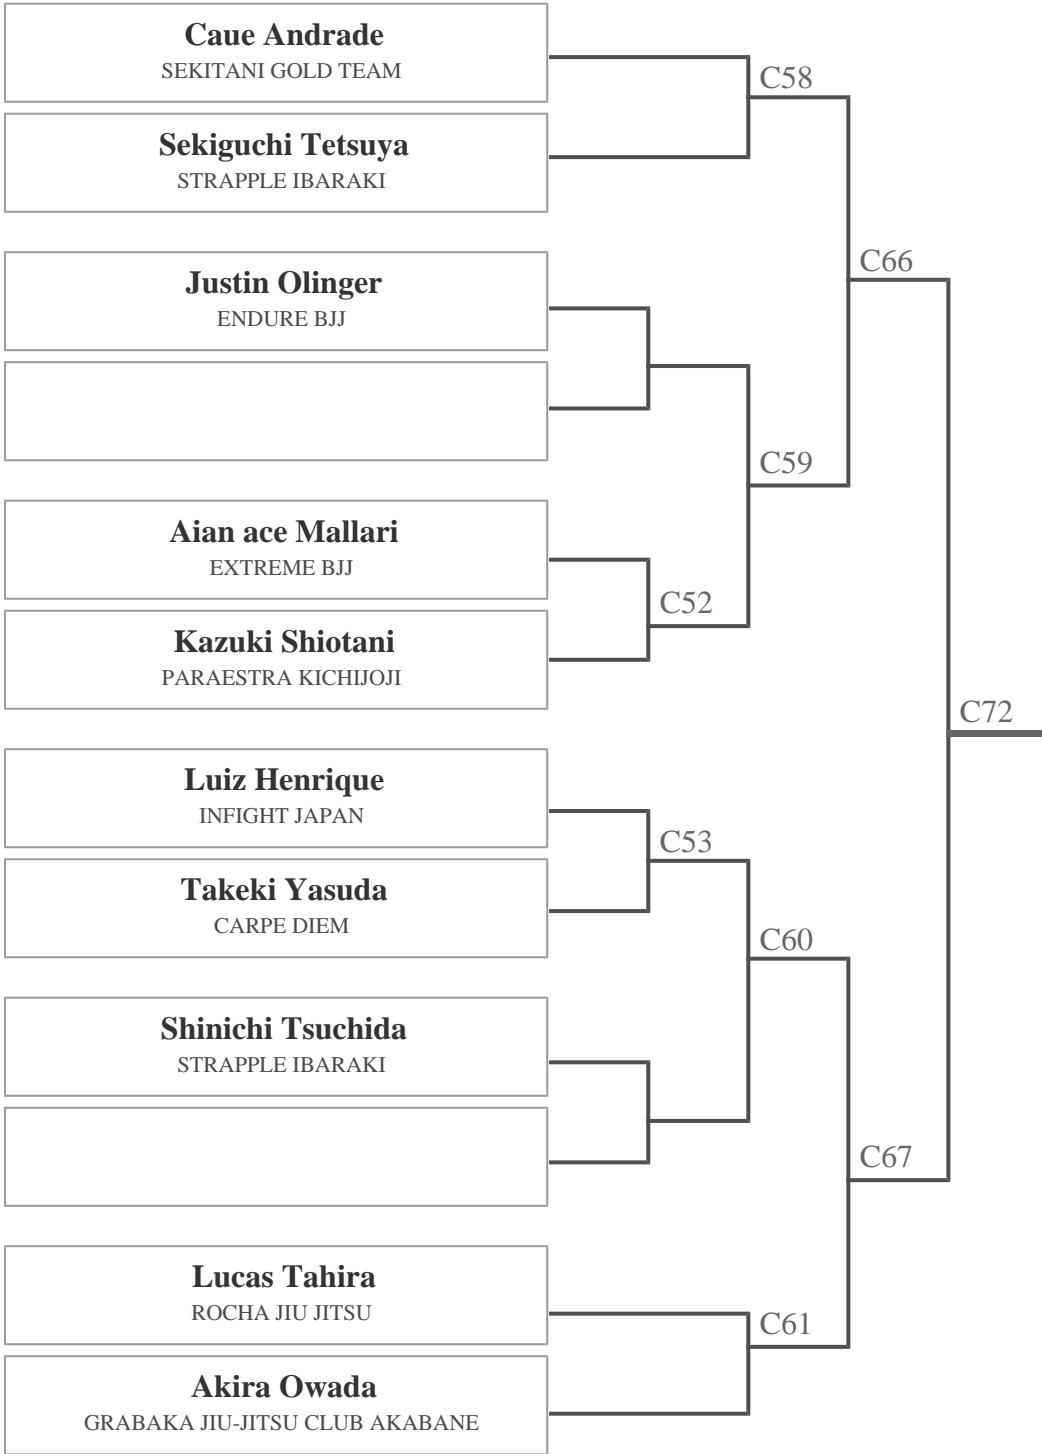 Caue Andrade
SEKITANI GOLD TEAM
C58
Sekiguchi Tetsuya
STRAPPLE IBARAKI
C66
Justin Olinger
ENDURE BJJ
C59
Aian ace Mallari
EXTREME BJJ
C52
Kazuki Shiotani
PARAESTRA KICHIJOJI
C72
Luiz Henrique
INFIGHT JAPAN
C53
Takeki Yasuda
CARPE DIEM
C60
Shinichi Tsuchida
STRAPPLE IBARAKI
C67
Lucas Tahira
ROCHA JIU JITSU
C61
Akira Owada
GRABAKA JIU-JITSU CLUB AKABANE